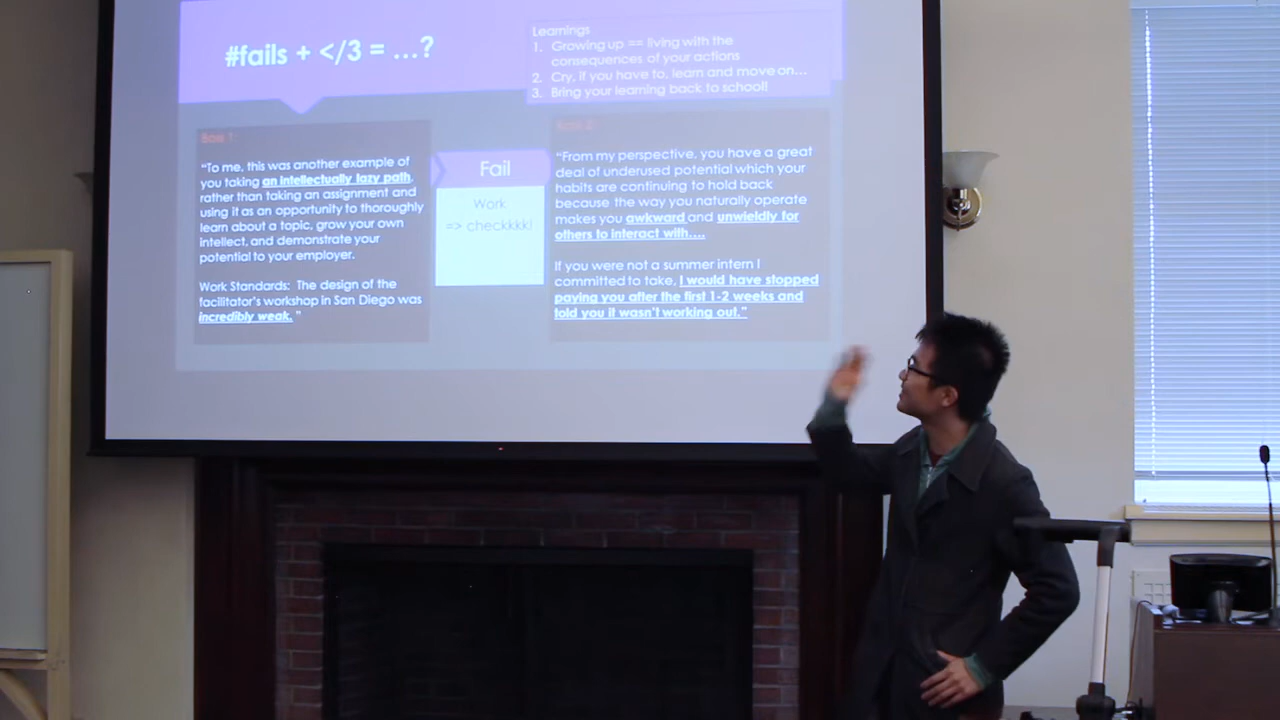 #fails + </3 = …?
Learnings
1. Growing up == living with the
consequences of your actions
2. Cry, if you have to, learn and move on…
3. Bring your learning back to school!
Boss 1:
"To me, this was another example of
you taking an intellectually lazy path,
rather than taking an assignment and
using it as an opportunity to thoroughly
learn about a topic, grow your own
intellect, and demonstrate your
potential to your employer.
Work Standards: The design of the
facilitator's workshop in San Diego was
incredibly weak. "
Fail
Work
=> checkkkk!
Boss 2:
"From my perspective, you have a great
deal of underused potential which your
habits are continuing to hold back
because the way you naturally operate
makes you awkward and unwieldly for
others to interact with….
If you were not a summer intern I
committed to take, I would have stopped
paying you after the first 1-2 weeks and
told you it wasn't working out."